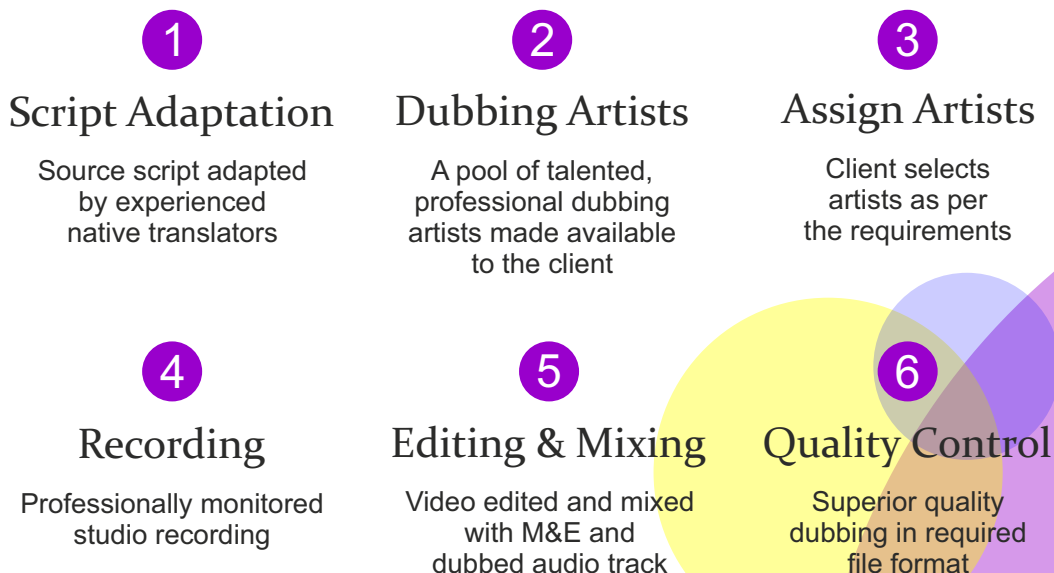 1
Script Adaptation
Source script adapted
by experienced
native translators
2
Dubbing Artists
A pool of talented,
professional dubbing
artists made available
to the client
3
Assign Artists
Client selects
artists as per
the requirements
4
Recording
Professionally monitored
studio recording
5
Editing & Mixing
Video edited and mixed
with M&E and
dubbed audio track
6
Quality Control
Superior quality
dubbing in required
file format